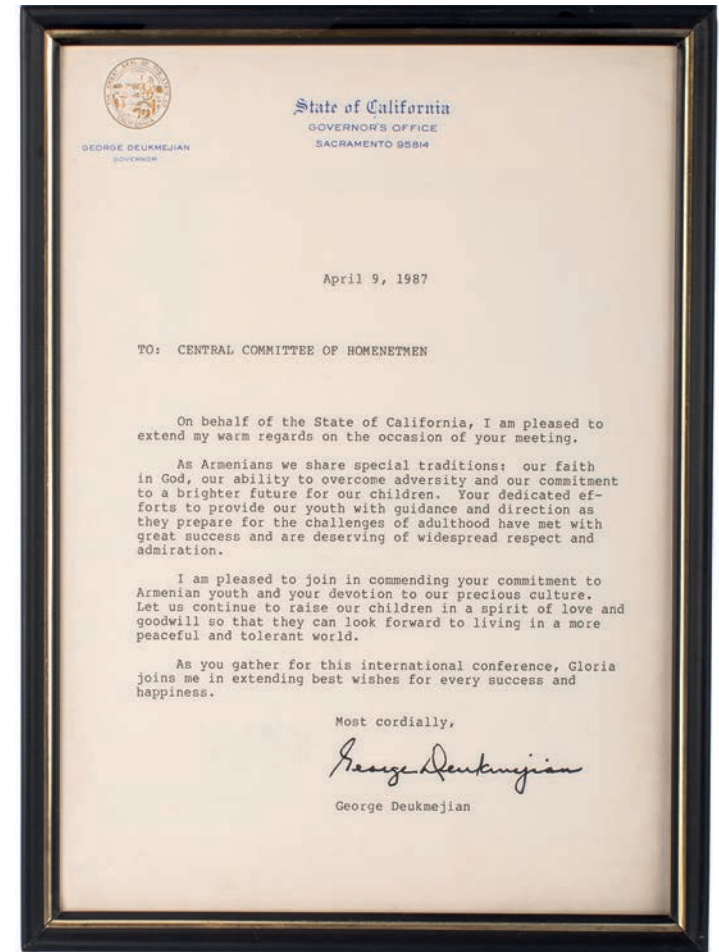 THE GREAT SEAL OF THE STATE OF CALIFORNIA
GEORGE DEUKMEJIAN
GOVERNOR
State of California
GOVERNOR'S OFFICE
SACRAMENTO 95814
April 9, 1987
TO: CENTRAL COMMITTEE OF HOMENETMEN
On behalf of the State of California, I am pleased to
extend my warm regards on the occasion of your meeting.
As Armenians we share special traditions: our faith
in God, our ability to overcome adversity and our commitment
to a brighter future for our children. Your dedicated ef-
forts to provide our youth with guidance and direction as
they prepare for the challenges of adulthood have met with
great success and are deserving of widespread respect and
admiration.
I am pleased to join in commending your commitment to
Armenian youth and your devotion to our precious culture.
Let us continue to raise our children in a spirit of love and
goodwill so that they can look forward to living in a more
peaceful and tolerant world.
As you gather for this international conference, Gloria
joins me in extending best wishes for every success and
happiness.
Most cordially,
George Deukmejian
George Deukmejian